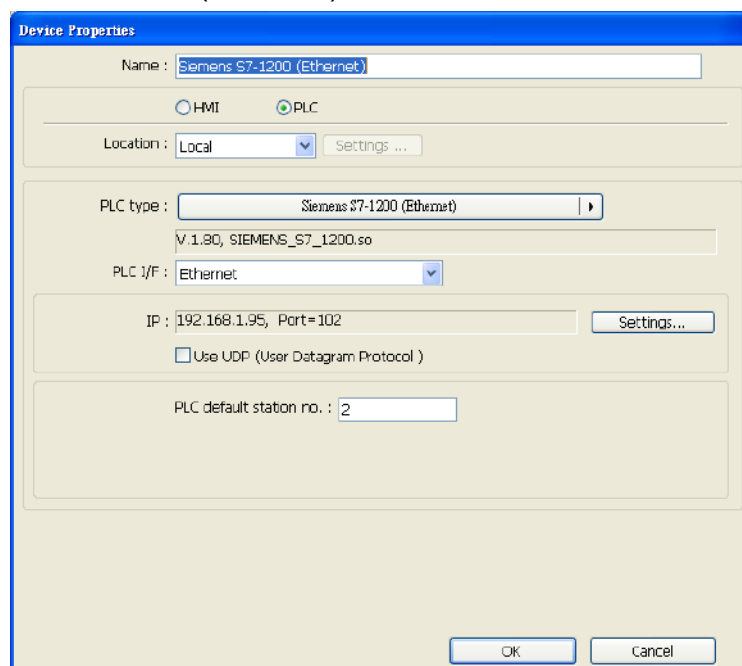 Device Properties
Name : Siemens S7-1200 (Ethernet)
HMI PLC
Location : Local Settings ...
PLC type : Siemens S7-1200 (Ethernet)
V.1.80, SIEMENS_S7_1200.so
PLC I/F : Ethernet
IP : 192.168.1.95, Port=102 Settings...
Use UDP (User Datagram Protocol )
PLC default station no. : 2
OK Cancel